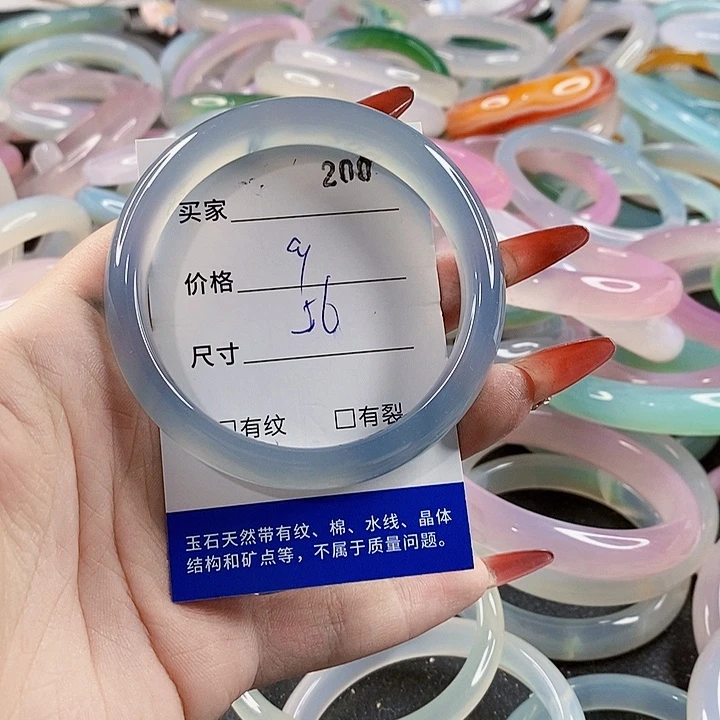 200
买家
价格
56
尺寸
□有纹 □有裂
玉石天然带有纹、棉、水线、晶体
结构和矿点等，不属于质量问题。